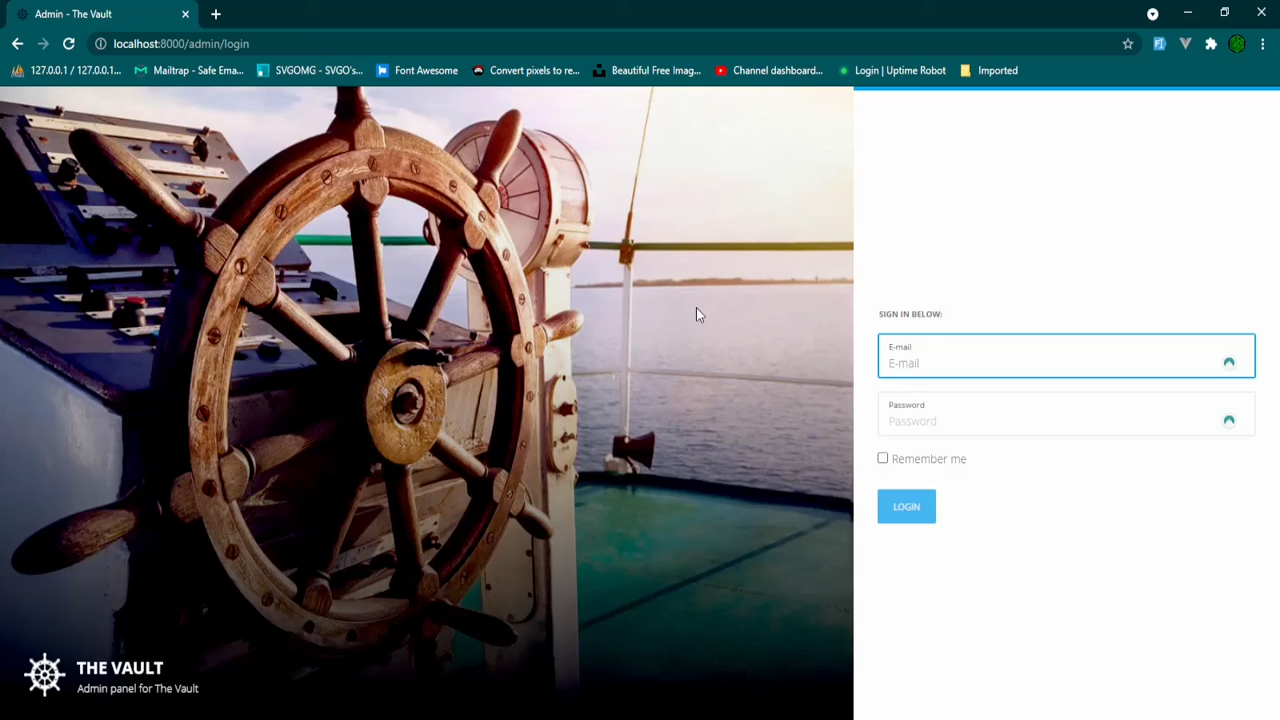 Admin - The Vault
localhost:8000/admin/login
127.0.0.1 / 127.0.0.1...
Mailtrap - Safe Ema...
SVGOMG - SVGO's...
Font Awesome
Convert pixels to re...
Beautiful Free Imag...
Channel dashboard...
Login | Uptime Robot
Imported
SIGN IN BELOW:
E-mail
E-mail
Password
Password
Remember me
LOGIN
THE VAULT
Admin panel for The Vault